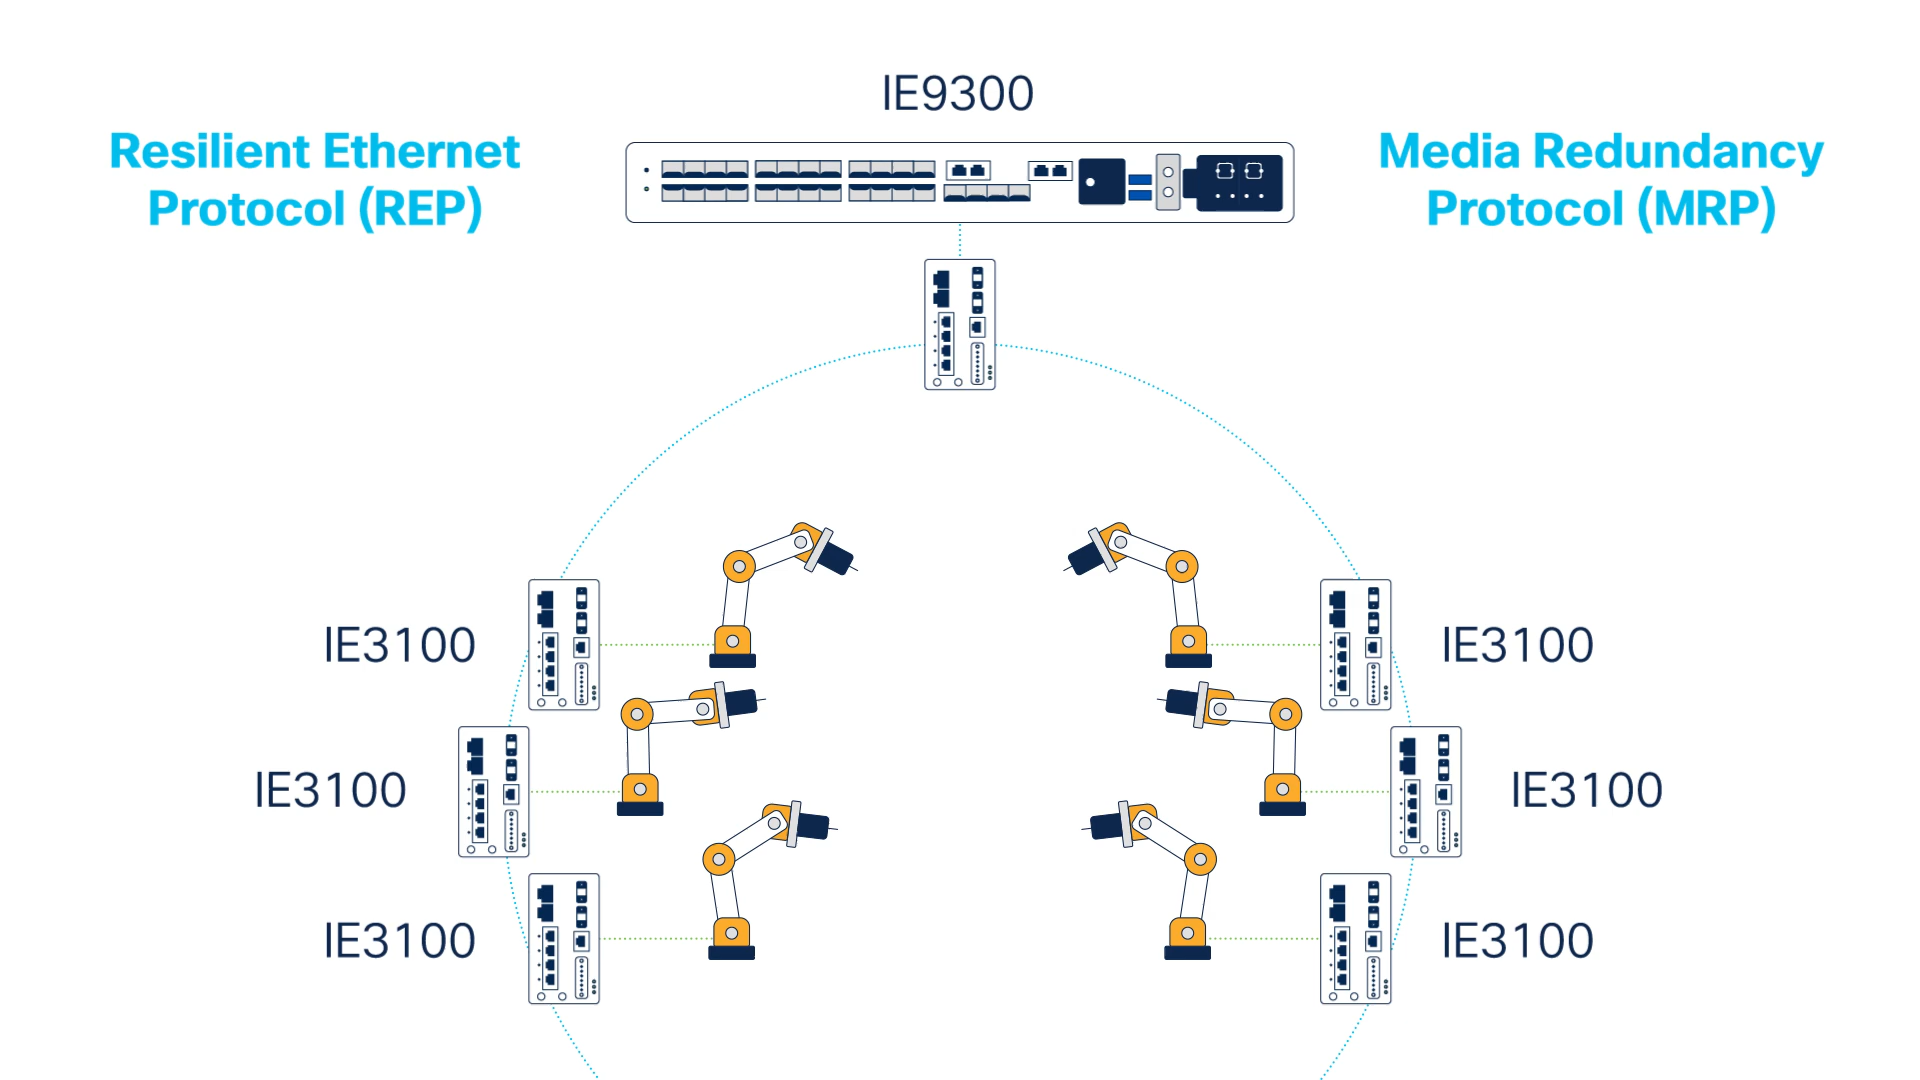 IE9300
Resilient Ethernet
Protocol (REP)
Media Redundancy
Protocol (MRP)
IE3100
IE3100
IE3100
IE3100
IE3100
IE3100